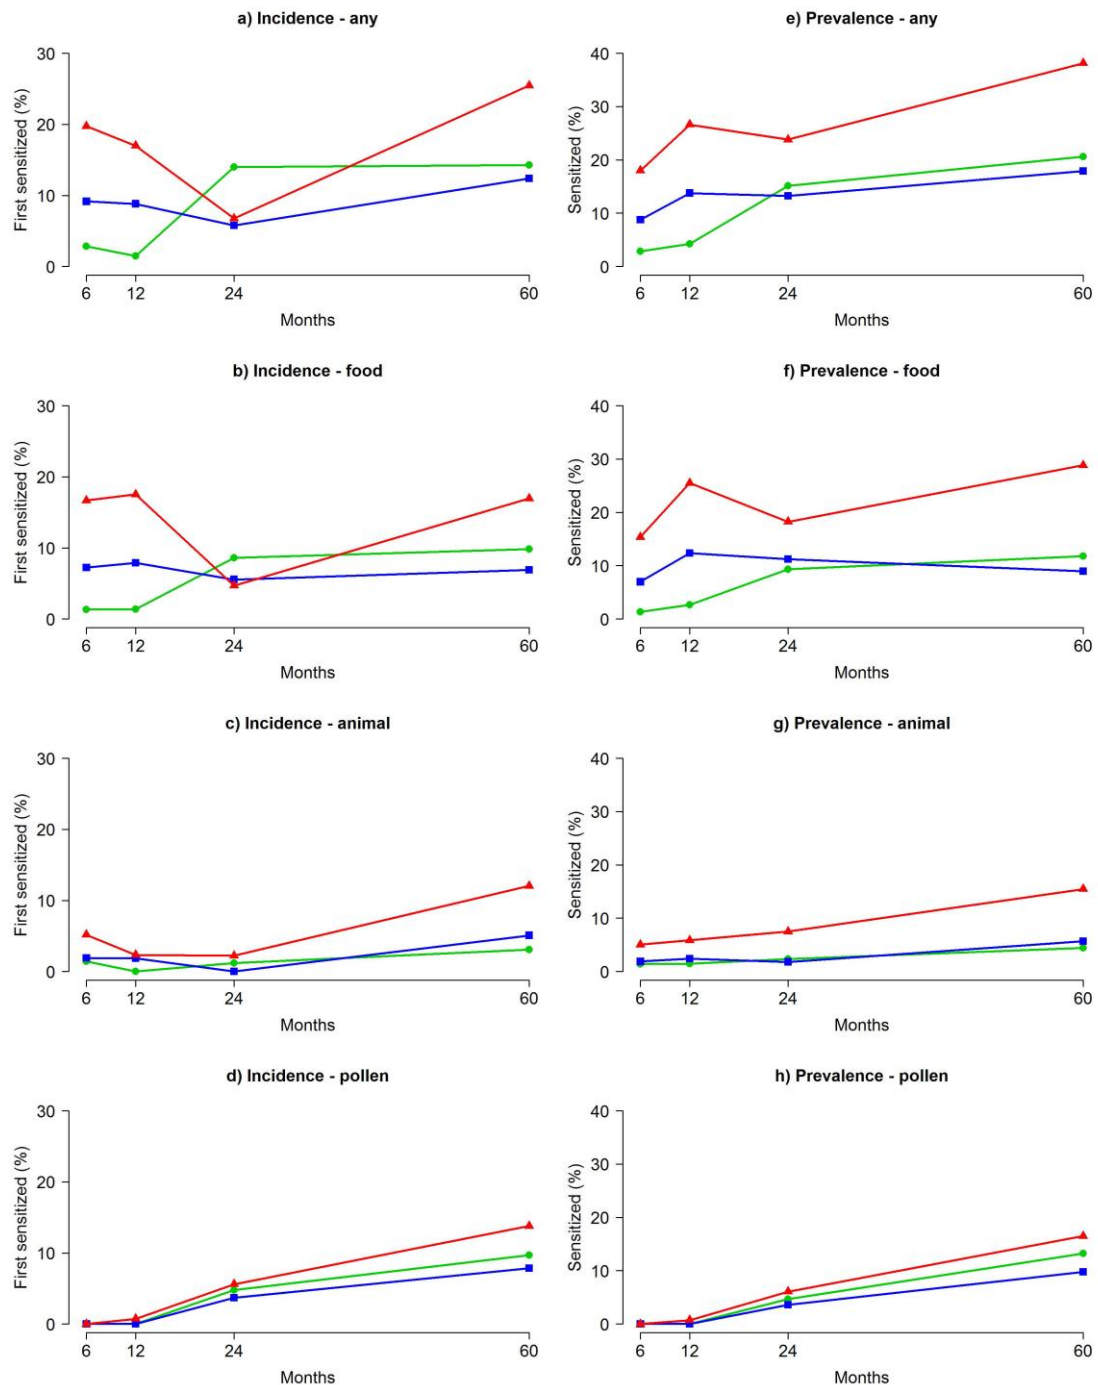 a) Incidence - any
30
20
10
0
First sensitized (%)
6 12 24 60
Months
e) Prevalence - any
40
30
20
10
0
Sensitized (%)
6 12 24 60
Months
b) Incidence - food
30
20
10
0
First sensitized (%)
6 12 24 60
Months
f) Prevalence - food
40
30
20
10
0
Sensitized (%)
6 12 24 60
Months
c) Incidence - animal
30
20
10
0
First sensitized (%)
6 12 24 60
Months
g) Prevalence - animal
40
30
20
10
0
Sensitized (%)
6 12 24 60
Months
d) Incidence - pollen
30
20
10
0
First sensitized (%)
6 12 24 60
Months
h) Prevalence - pollen
40
30
20
10
0
Sensitized (%)
6 12 24 60
Months